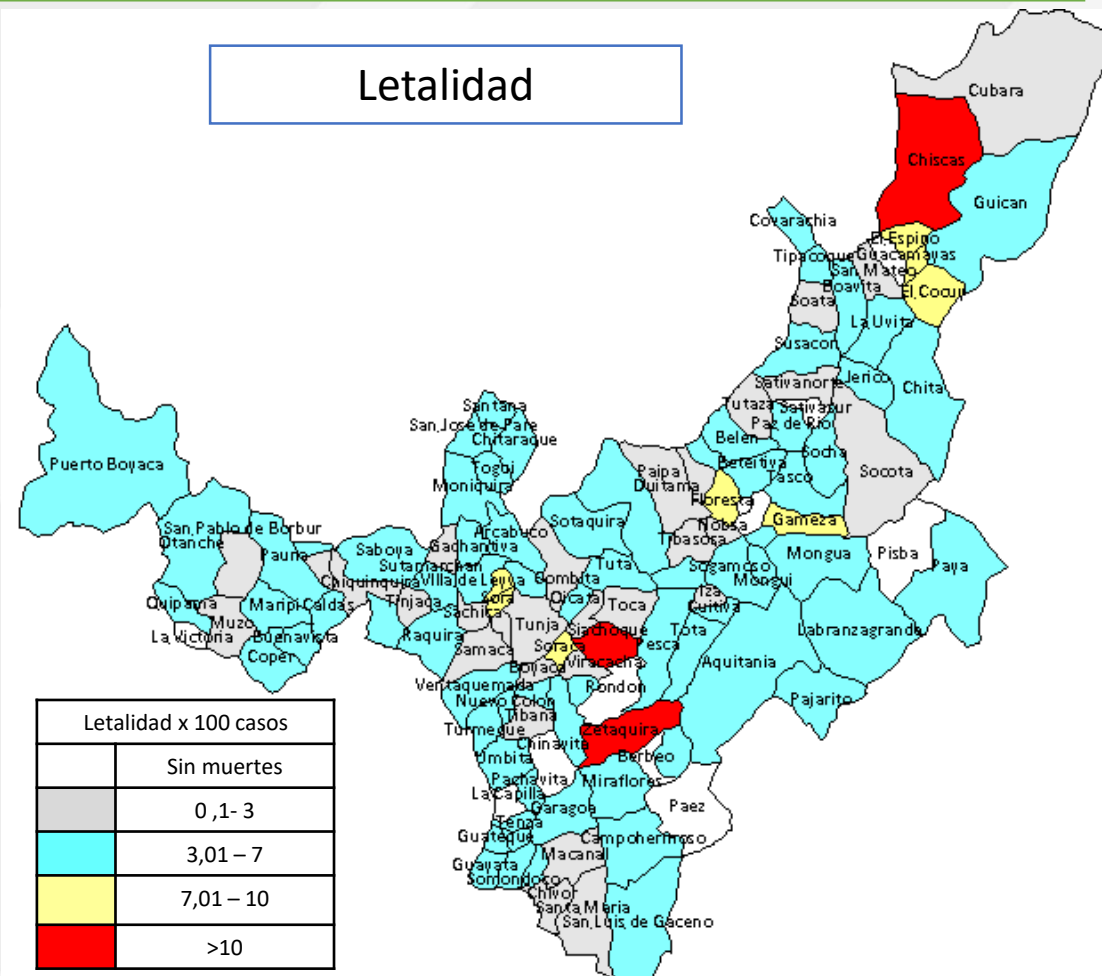 Letalidad
Cubara
Chiscas
Guican
Covarachia
El Espino
Tipacoque
Guacamayas
San Mateo
Boavita
El Cocuy
Soata
La Uvita
Susacon
Sativanorte
Jerico
Chita
Tutaza
Sativasur
Paz de Rio
Santana
San Jose de Pare
Chitaraque
Belen
Socha
Puerto Boyaca
Togui
Beteitiva
Socota
Moniquira
Paipa
Tasco
Duitama
Floresta
San Pablo de Borbur
Sotaquira
Gameza
Otanche
Arcabuco
Nobsa
Pauna
Saboya
Gachantiva
Tibasosa
Mongua
Pisba
Sutamarchan
Tuta
Sogamoso
Paya
Chiquinquira
Villa de Leyva
Combita
Mongui
Quipama
Maripi
Caldas
Tinjaca
Sora
Oicata
Iza
Sachica
Toca
Cuitiva
Muzo
Tunja
La Victoria
Buenavista
Raquira
Siachoque
Tota
Labranzagrande
Samaca
Soraca
Pesca
Coper
Boyaca
Viracacha
Aquitania
Ventaquemada
Rondon
Nuevo Colon
Pajarito
Tibana
Turmeque
Zetaquira
Chinavita
Umbita
Berbeo
Pachavita
Miraflores
La Capilla
Garagoa
Paez
Tenza
Guateque
Campohermoso
Macanal
Guayata
Somondoco
Chivor
Santa Maria
San Luis de Gaceno
Letalidad x 100 casos
Sin muertes
0 ,1- 3
3,01 – 7
7,01 – 10
>10